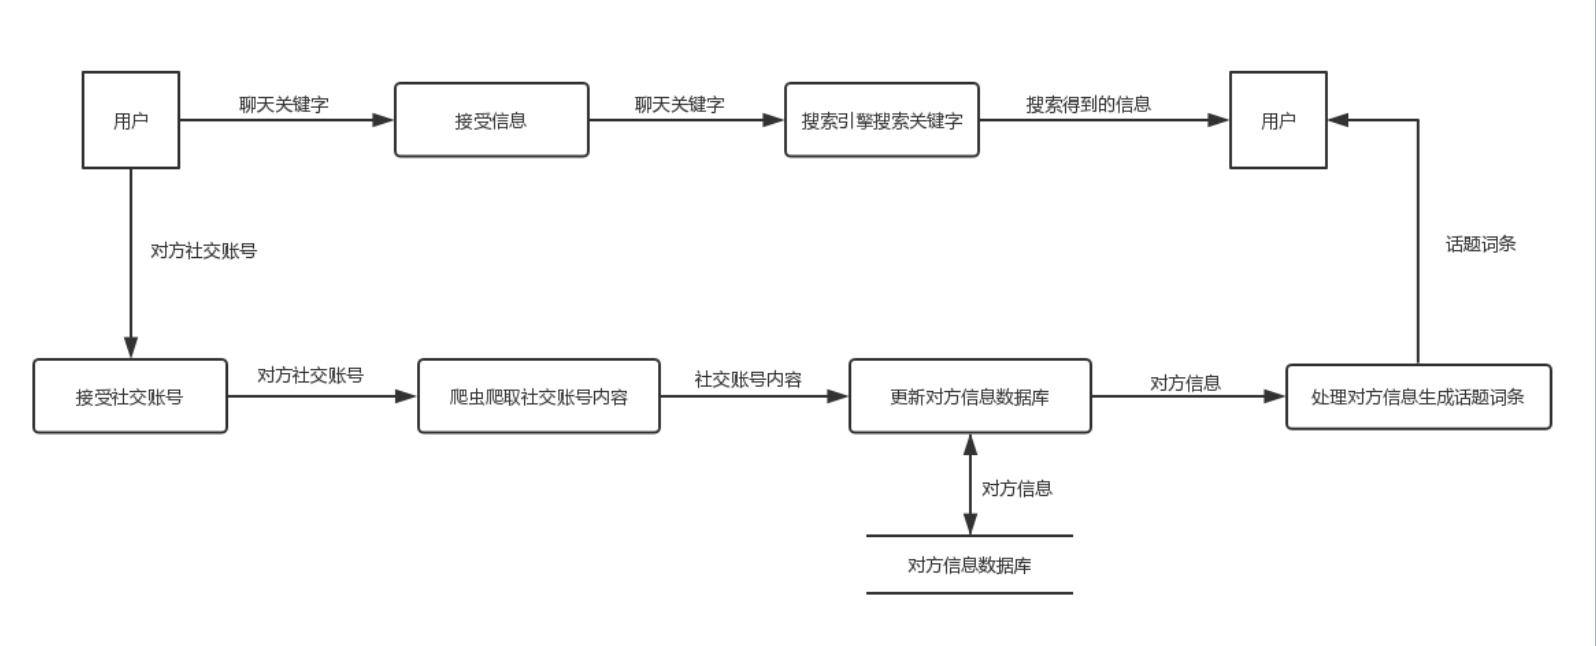 用户
聊天关键字
接受信息
聊天关键字
搜索引擎搜索关键字
搜索得到的信息
用户
对方社交账号
话题词条
接受社交账号
对方社交账号
爬虫爬取社交账号内容
社交账号内容
更新对方信息数据库
对方信息
处理对方信息生成话题词条
对方信息
对方信息数据库